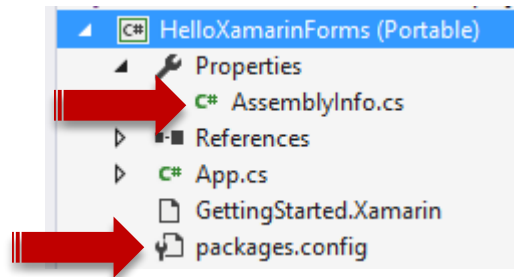 C# HelloXamarinForms (Portable)
Properties
C# AssemblyInfo.cs
References
C# App.cs
GettingStarted.Xamarin
packages.config